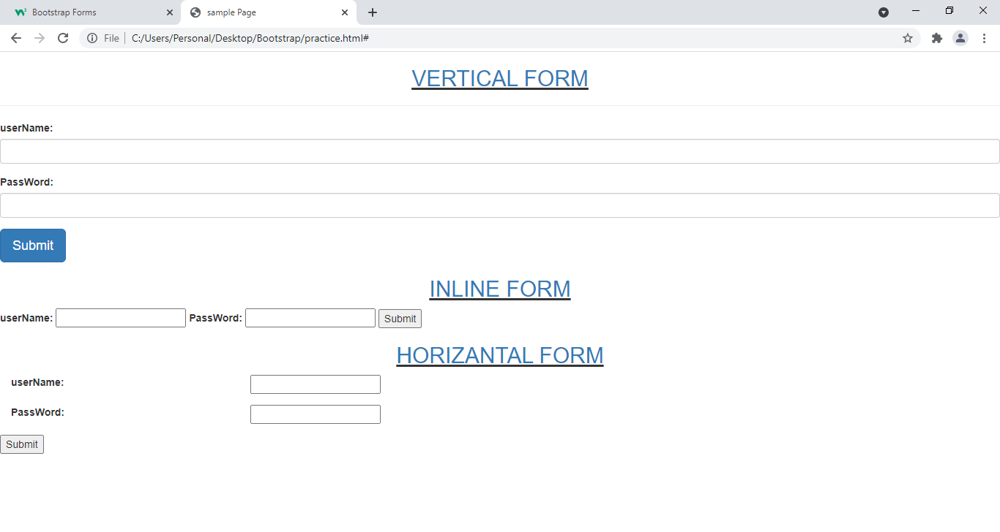 Bootstrap Forms
sample Page
File C:/Users/Personal/Desktop/Bootstrap/practice.html#
VERTICAL FORM
userName:
PassWord:
Submit
INLINE FORM
userName: PassWord: Submit
HORIZANTAL FORM
userName:
PassWord:
Submit